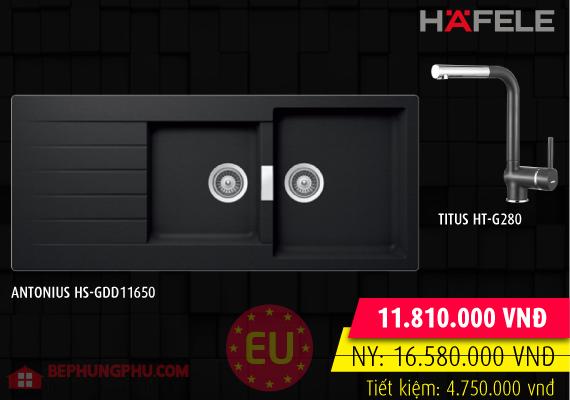 HÄFELE
TITUS HT-G280
ANTONIUS HS-GDD11650
EU
11.810.000 VNĐ
NY: 16.580.000 VNĐ
Tiết kiệm: 4.750.000 vnđ
BEPHUNGPHU.COM